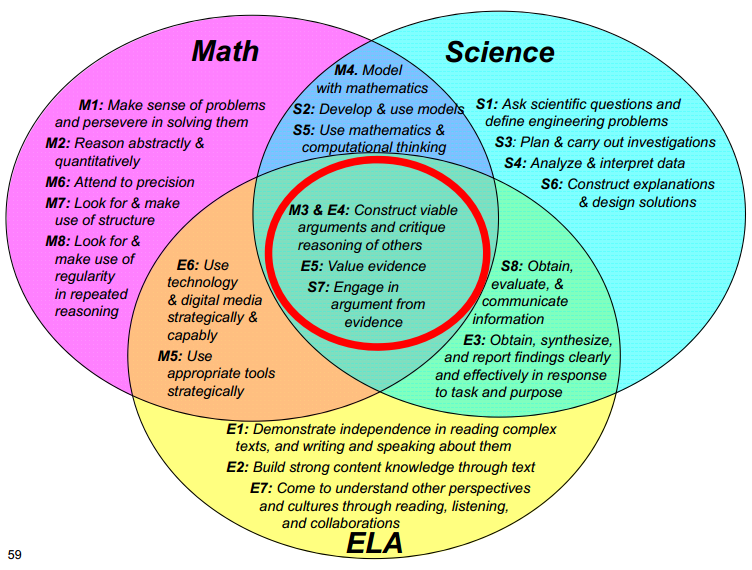 Math
Science
M4. Model
with mathematics
S2: Develop & use models
S5: Use mathematics &
computational thinking
M1: Make sense of problems
and persevere in solving them
M2: Reason abstractly &
quantitatively
M6: Attend to precision
M7: Look for & make
use of structure
M8: Look for &
make use of
regularity
in repeated
reasoning
S1: Ask scientific questions and
define engineering problems
S3: Plan & carry out investigations
S4: Analyze & interpret data
S6: Construct explanations
& design solutions
M3 & E4: Construct viable
arguments and critique
reasoning of others
E5: Value evidence
S7: Engage in
argument from
evidence
E6: Use
technology
& digital media
strategically &
capably
M5: Use
appropriate tools
strategically
S8: Obtain,
evaluate, &
communicate
information
E3: Obtain, synthesize,
and report findings clearly
and effectively in response
to task and purpose
E1: Demonstrate independence in reading complex
texts, and writing and speaking about them
E2: Build strong content knowledge through text
E7: Come to understand other perspectives
and cultures through reading, listening,
and collaborations
ELA
59